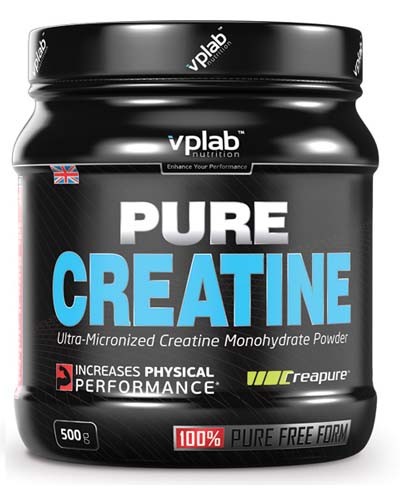 vplab
nutrition
vplab
nutrition
Enhance Your Performance
PURE
CREATINE
Ultra-Micronized Creatine Monohydrate Powder
INCREASES PHYSICAL
PERFORMANCE*
Creapure®
500g
100% PURE FREE FORM